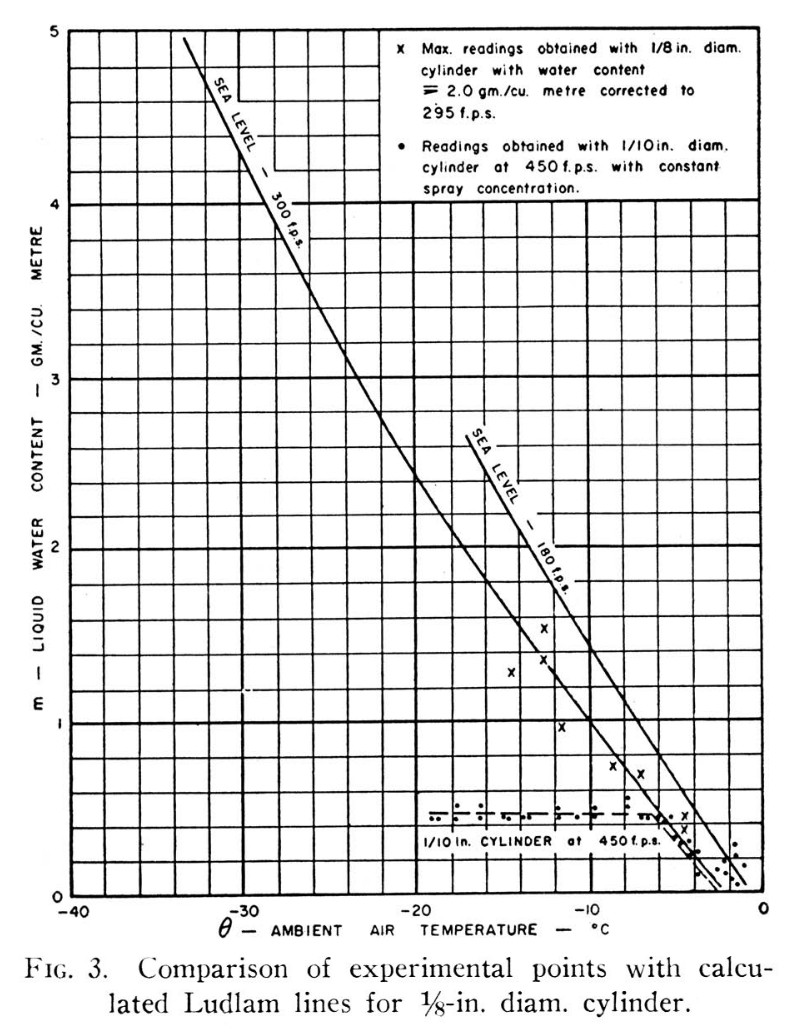 5
4
3
2
1
0
m — LIQUID WATER CONTENT — GM./CU. METRE
x Max. readings obtained with 1/8 in. diam.
cylinder with water content
≡ 2.0 gm./cu. metre corrected to
295 f.p.s.
• Readings obtained with 1/10 in. diam.
cylinder at 450 f.p.s. with constant
spray concentration.
SEA LEVEL — 300 f.p.s.
SEA LEVEL — 180 f.p.s.
1/10 in. CYLINDER at 450 f.p.s.
-40 -30 -20 -10 0
θ — AMBIENT AIR TEMPERATURE — °C
FIG. 3. Comparison of experimental points with calcu-
lated Ludlam lines for ⅛-in. diam. cylinder.